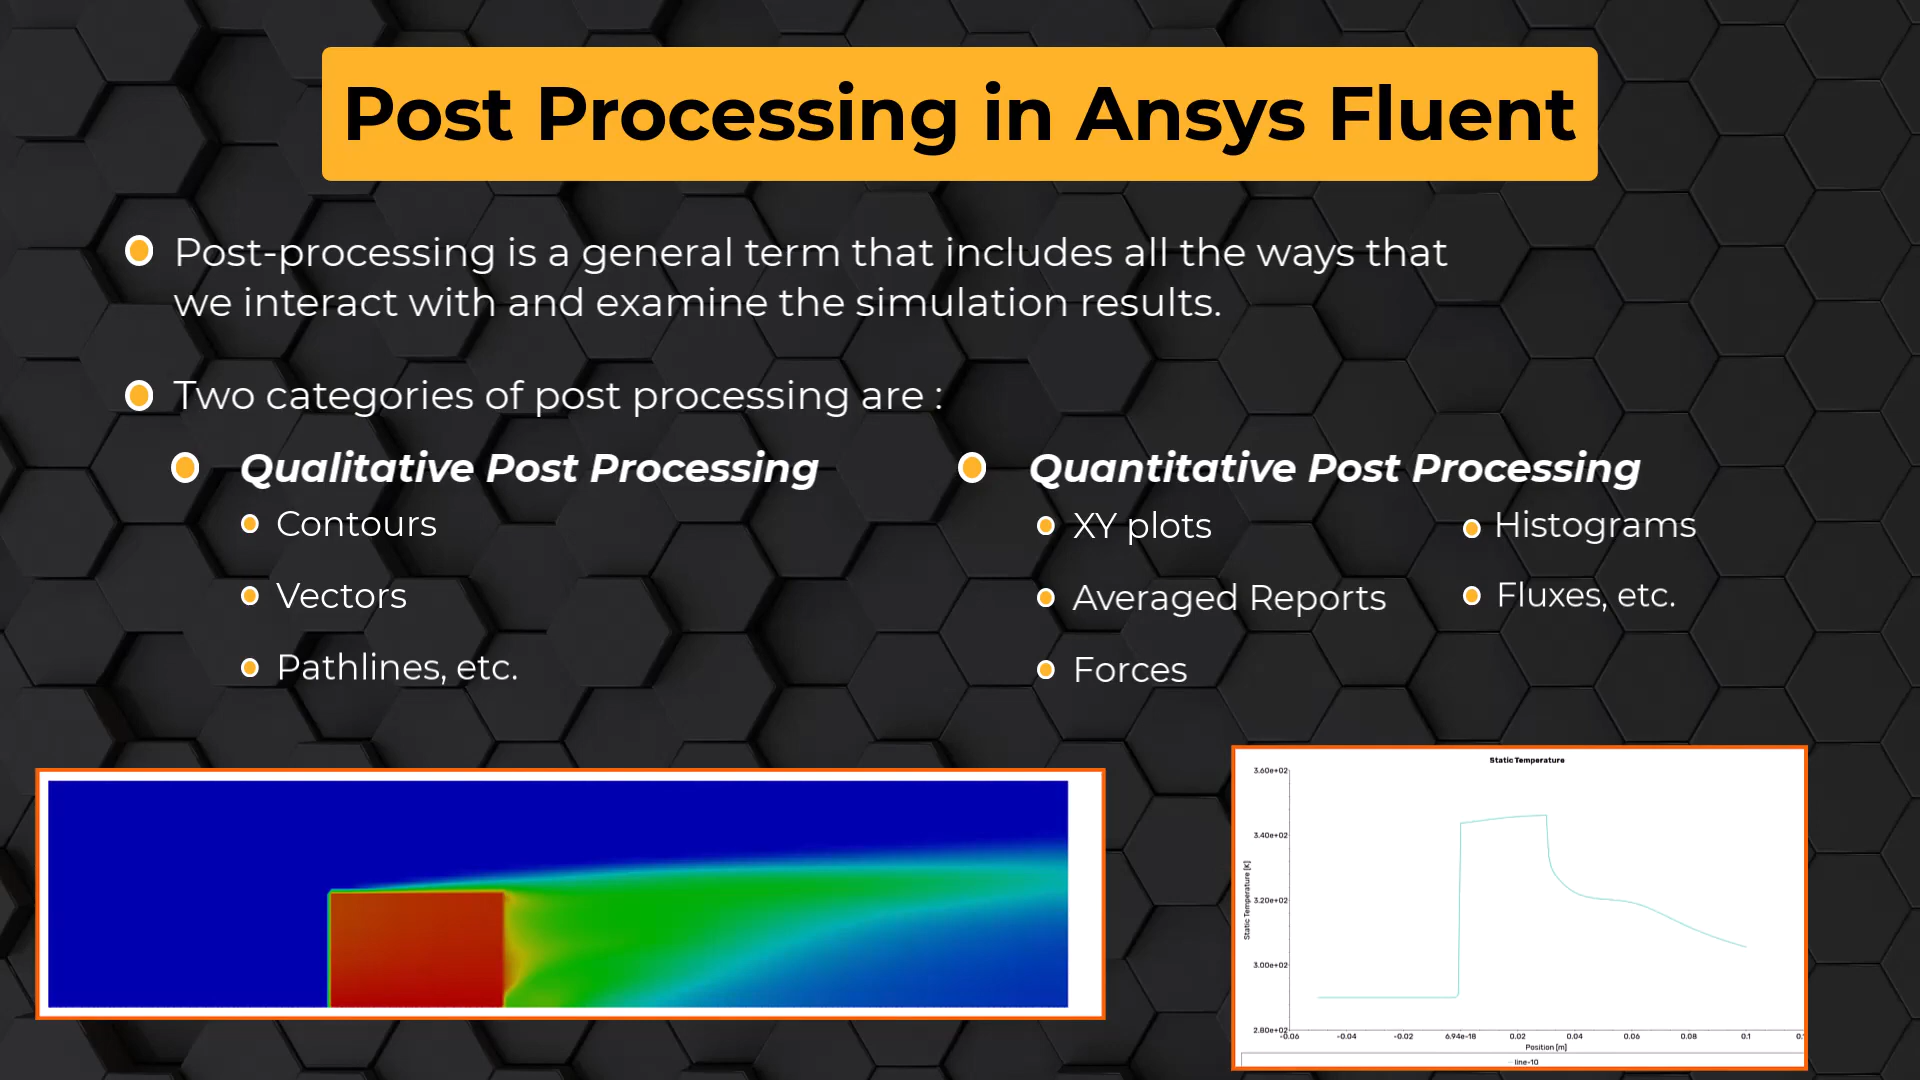 Post Processing in Ansys Fluent
Post-processing is a general term that includes all the ways that
we interact with and examine the simulation results.
Two categories of post processing are :
Qualitative Post Processing
Contours
Vectors
Pathlines, etc.
Quantitative Post Processing
XY plots
Averaged Reports
Forces
Histograms
Fluxes, etc.
Static Temperature
3.60e+02
3.40e+02
3.20e+02
3.00e+02
2.80e+02
Static Temperature [K]
-0.06 -0.04 -0.02 6.94e-18 0.02 0.04 0.06 0.08 0.1
Position [m]
line-10